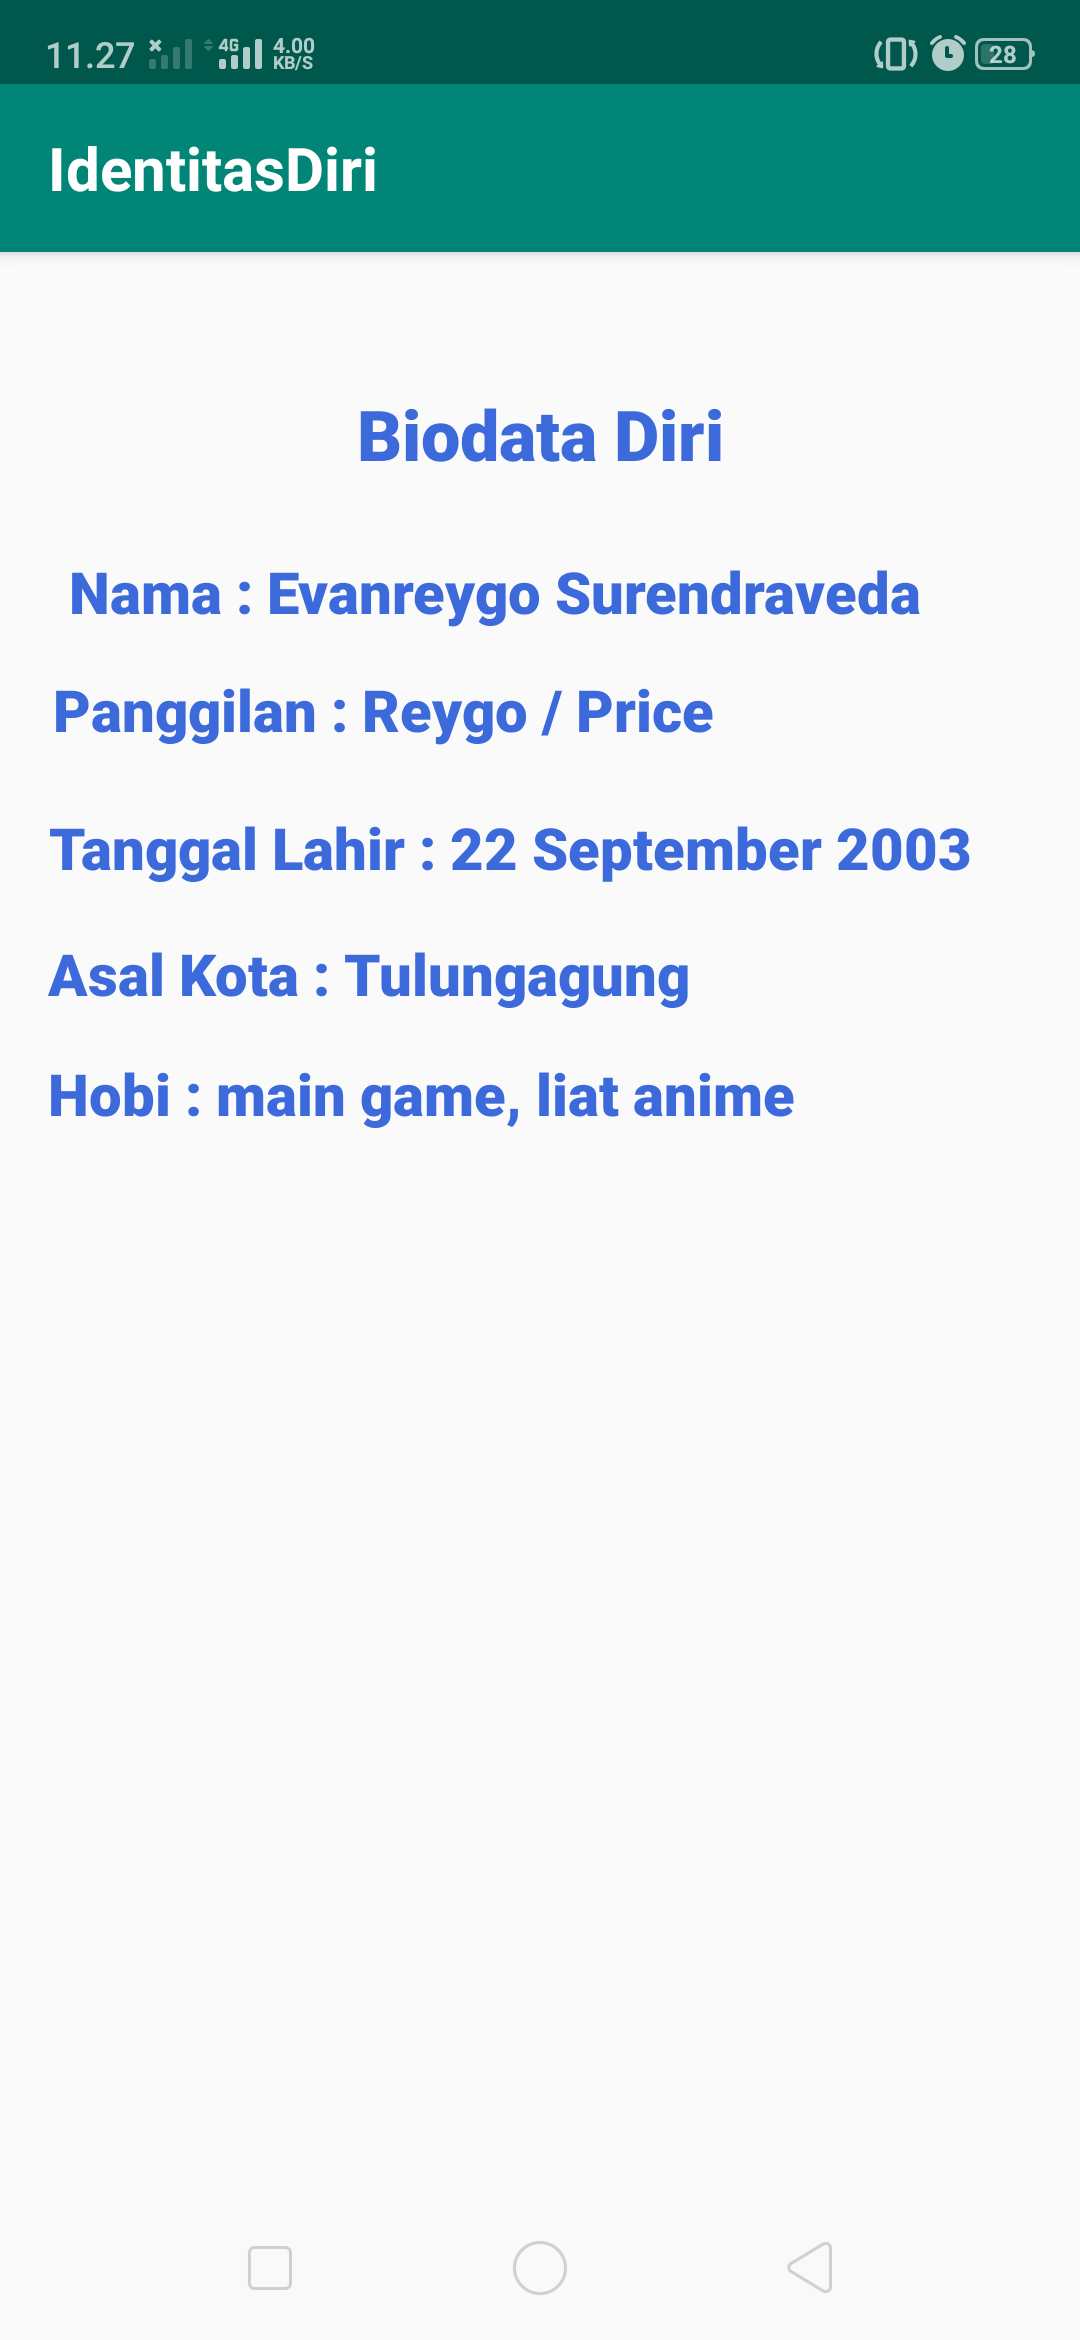 11.27 4G 4.00 KB/S 28
IdentitasDiri
Biodata Diri
Nama : Evanreygo Surendraveda
Panggilan : Reygo / Price
Tanggal Lahir : 22 September 2003
Asal Kota : Tulungagung
Hobi : main game, liat anime